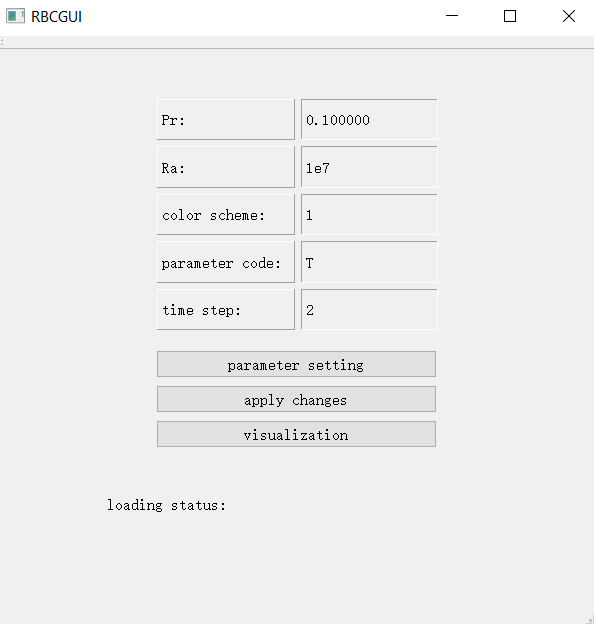 RBCGUI
Pr: 0.100000
Ra: 1e7
color scheme: 1
parameter code: T
time step: 2
parameter setting
apply changes
visualization
loading status: